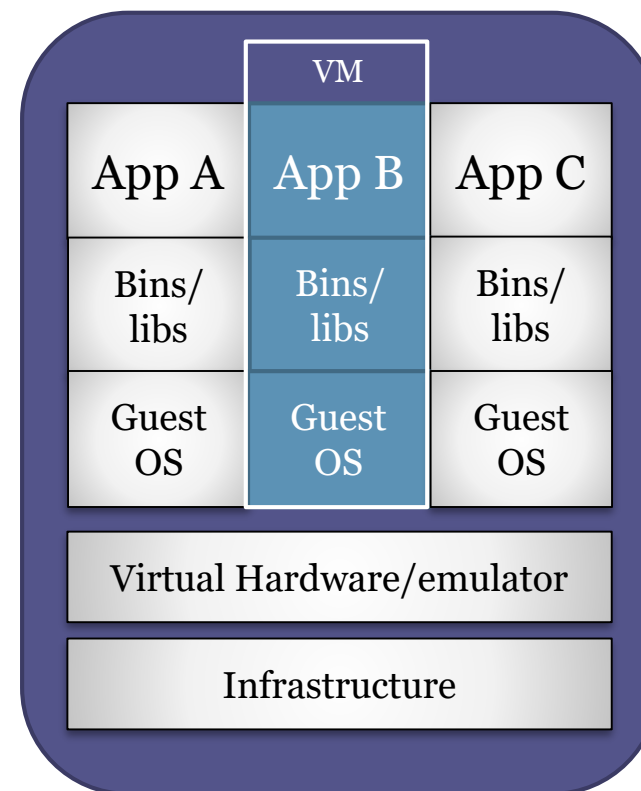 VM
App A
App B
App C
Bins/
libs
Bins/
libs
Bins/
libs
Guest
OS
Guest
OS
Guest
OS
Virtual Hardware/emulator
Infrastructure